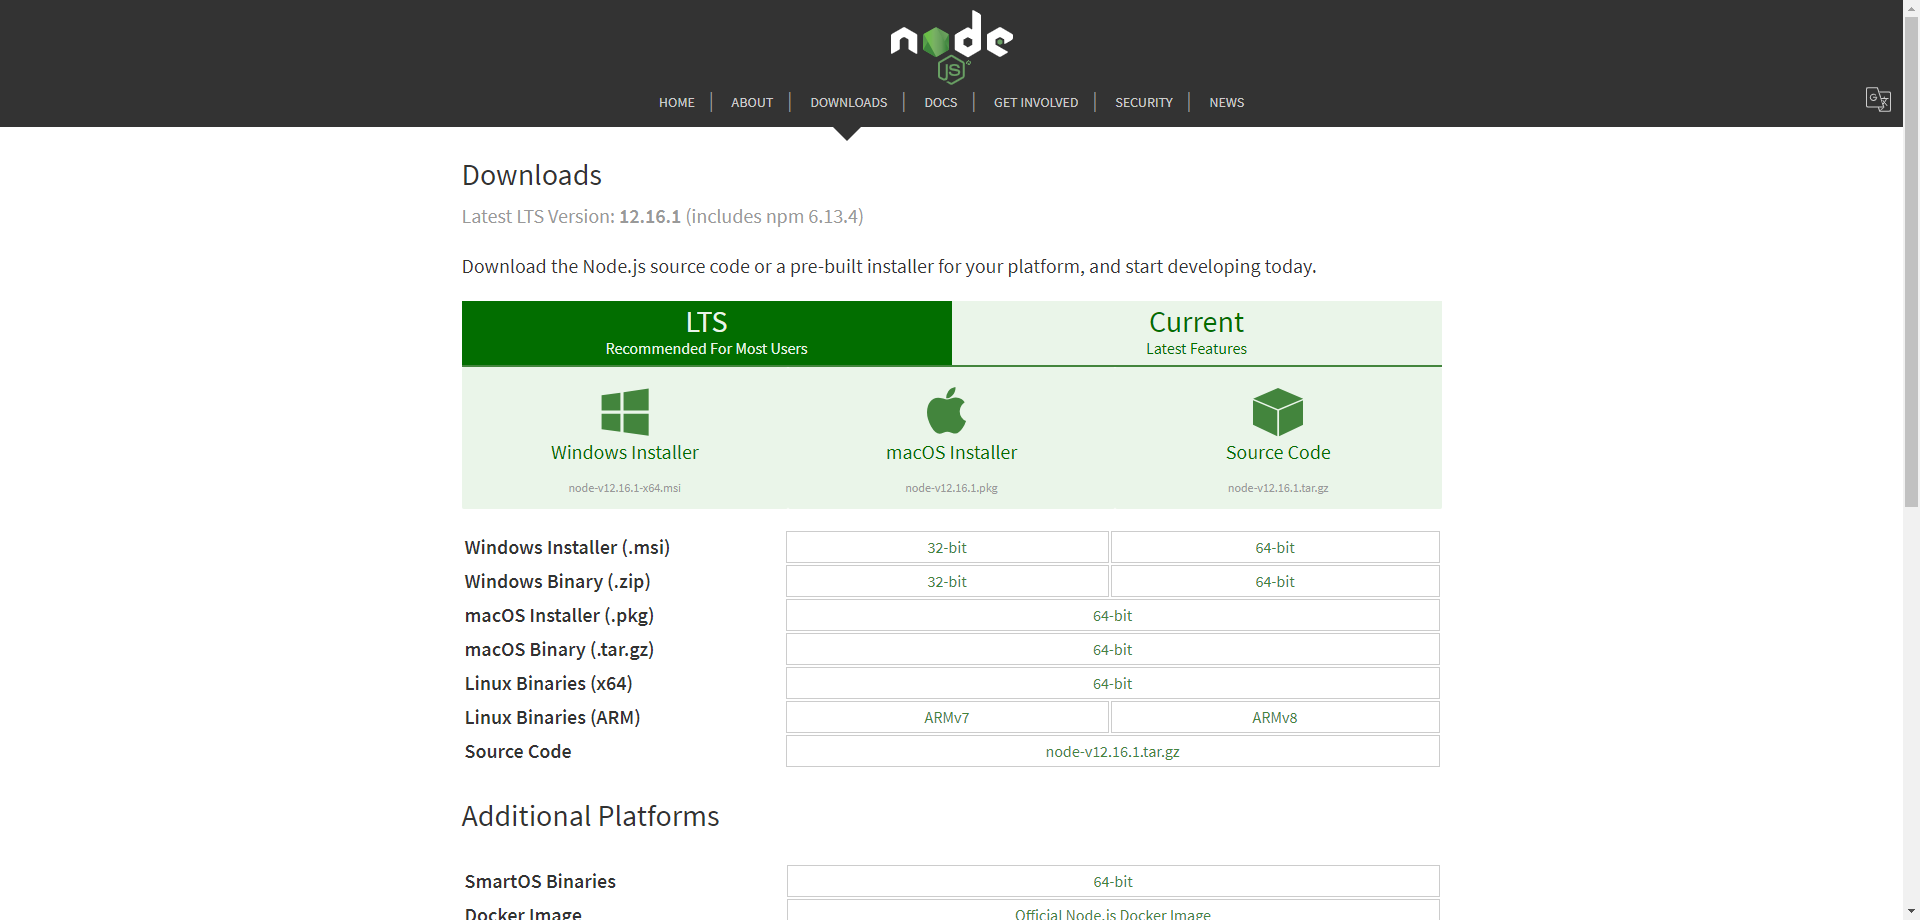 node
JS
HOME ABOUT DOWNLOADS DOCS GET INVOLVED SECURITY NEWS
Downloads
Latest LTS Version: 12.16.1 (includes npm 6.13.4)
Download the Node.js source code or a pre-built installer for your platform, and start developing today.
LTS Current
Recommended For Most Users Latest Features
Windows Installer macOS Installer Source Code
node-v12.16.1-x64.msi node-v12.16.1.pkg node-v12.16.1.tar.gz
Windows Installer (.msi) 32-bit 64-bit
Windows Binary (.zip) 32-bit 64-bit
macOS Installer (.pkg) 64-bit
macOS Binary (.tar.gz) 64-bit
Linux Binaries (x64) 64-bit
Linux Binaries (ARM) ARMv7 ARMv8
Source Code node-v12.16.1.tar.gz
Additional Platforms
SmartOS Binaries 64-bit
Docker Image Official Node.js Docker Image